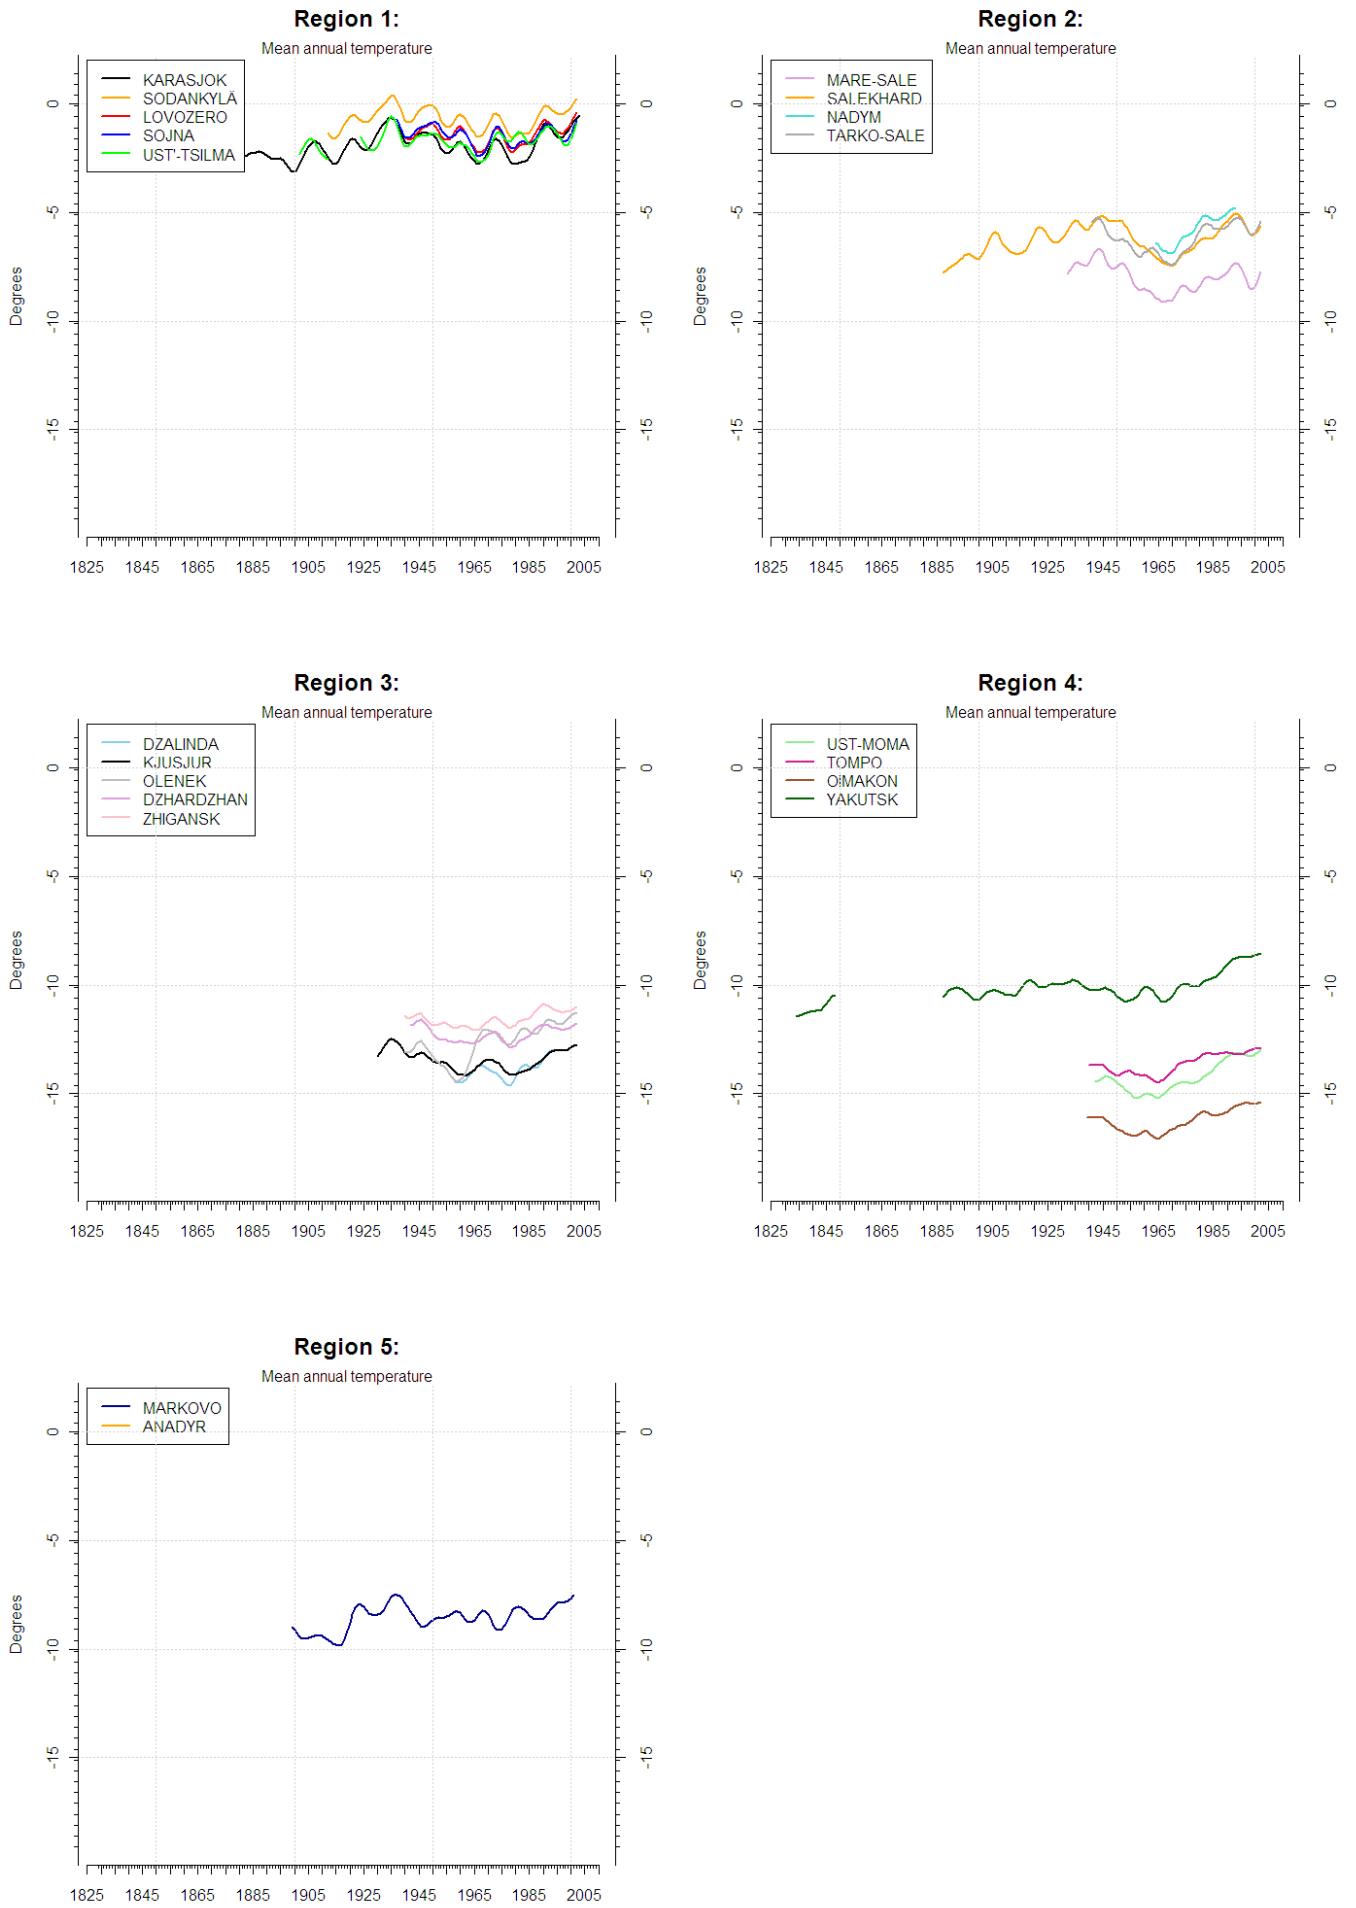 Region 1:
Mean annual temperature
KARASJOK
SODANKYLÄ
LOVOZERO
SOJNA
UST'-TSILMA
Degrees
0 -5 -10 -15
0 -5 -10 -15
1825 1845 1865 1885 1905 1925 1945 1965 1985 2005
Region 2:
Mean annual temperature
MARE-SALE
SALEKHARD
NADYM
TARKO-SALE
Degrees
0 -5 -10 -15
0 -5 -10 -15
1825 1845 1865 1885 1905 1925 1945 1965 1985 2005
Region 3:
Mean annual temperature
DZALINDA
KJUSJUR
OLENEK
DZHARDZHAN
ZHIGANSK
Degrees
0 -5 -10 -15
0 -5 -10 -15
1825 1845 1865 1885 1905 1925 1945 1965 1985 2005
Region 4:
Mean annual temperature
UST-MOMA
TOMPO
OIMAKON
YAKUTSK
Degrees
0 -5 -10 -15
0 -5 -10 -15
1825 1845 1865 1885 1905 1925 1945 1965 1985 2005
Region 5:
Mean annual temperature
MARKOVO
ANADYR
Degrees
0 -5 -10 -15
0 -5 -10 -15
1825 1845 1865 1885 1905 1925 1945 1965 1985 2005